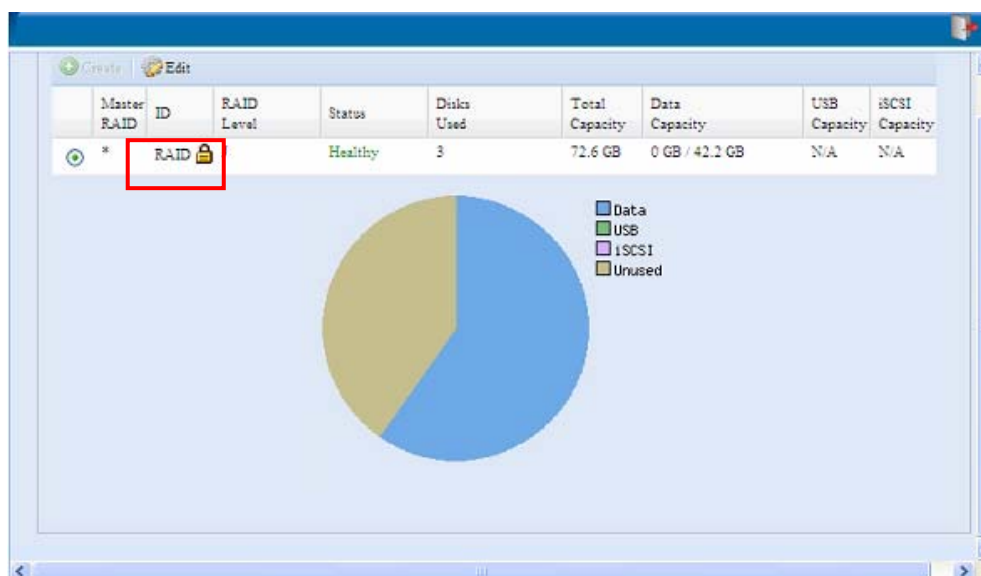 Create Edit
Master RAID ID RAID Level Status Disks Used Total Capacity Data Capacity USB Capacity iSCSI Capacity
* RAID Healthy 3 72.6 GB 0 GB / 42.2 GB N/A N/A
Data
USB
iSCSI
Unused